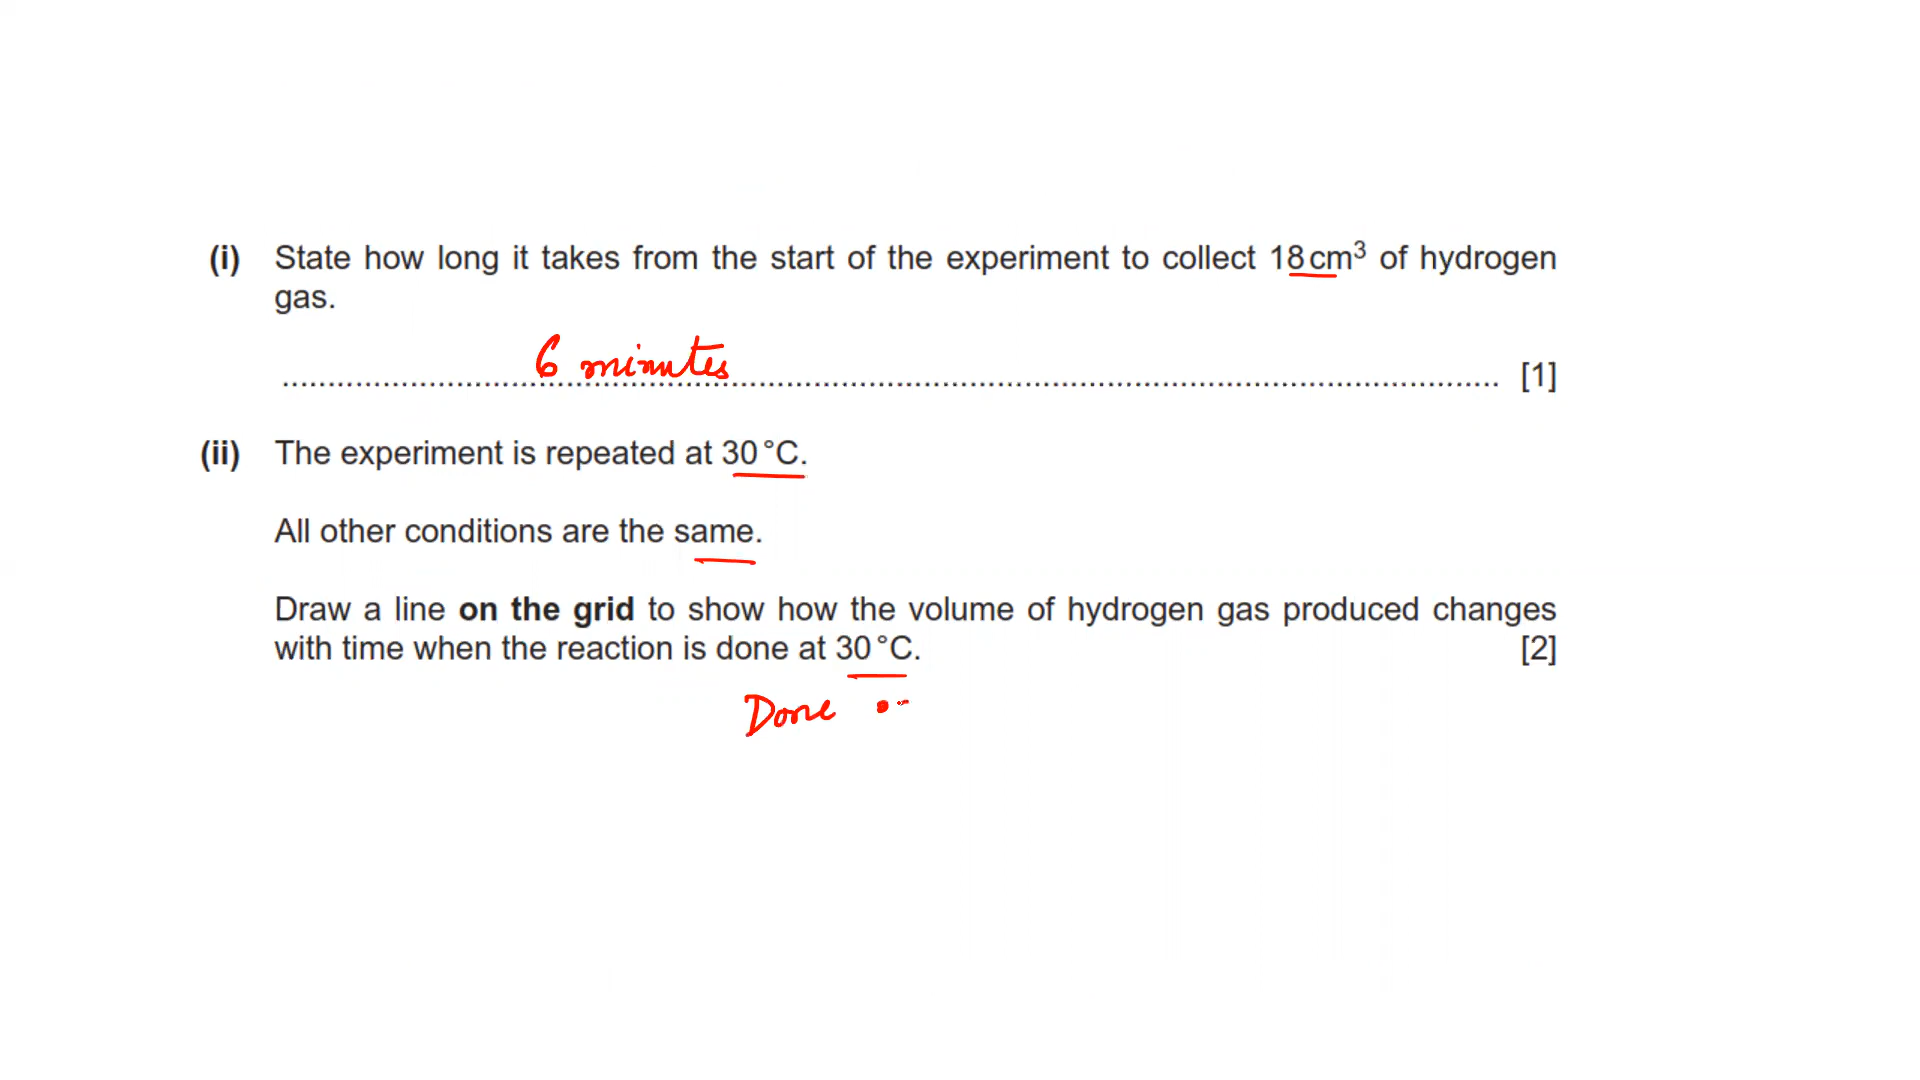 (i) State how long it takes from the start of the experiment to collect 18 cm³ of hydrogen
gas.
6 minutes
.................................................................................................................................... [1]
(ii) The experiment is repeated at 30 °C.
All other conditions are the same.
Draw a line on the grid to show how the volume of hydrogen gas produced changes
with time when the reaction is done at 30 °C. [2]
Done